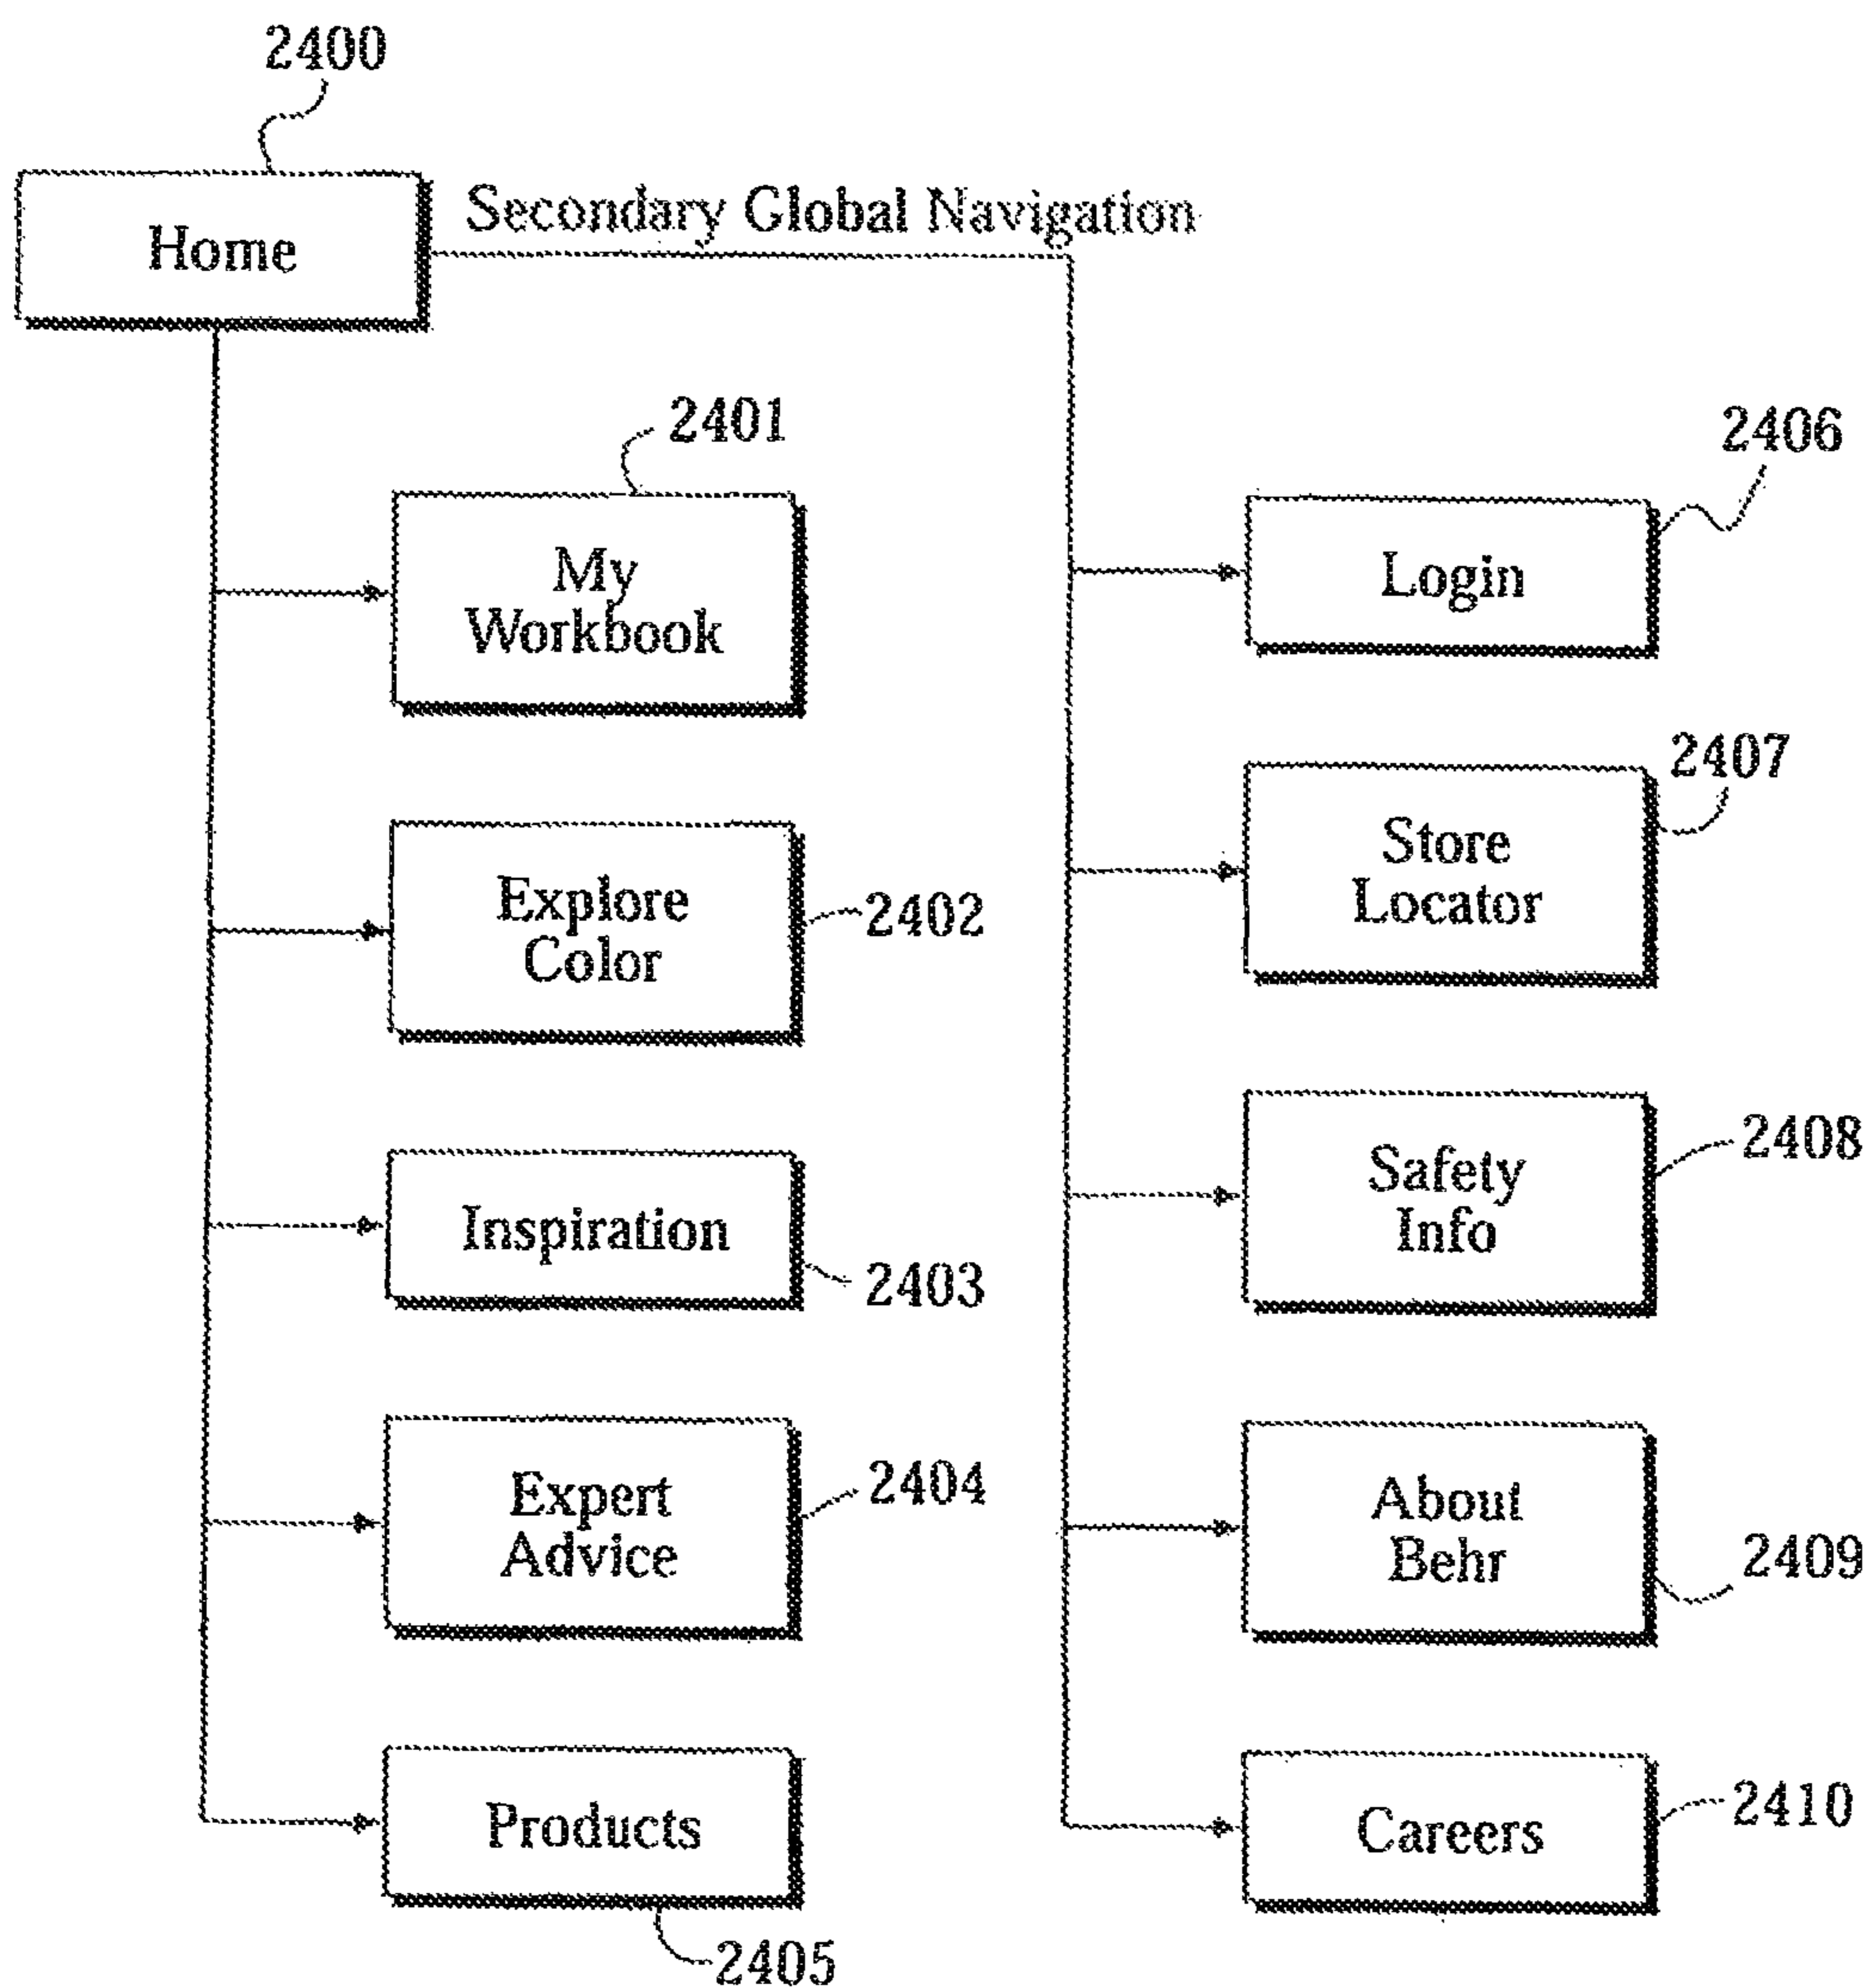 2400
Home
Secondary Global Navigation
2401
My
Workbook
2406
Login
2407
Store
Locator
Explore
Color
2402
2408
Safety
Info
Inspiration
2403
Expert
Advice
2404
About
Behr
2409
Products
2405
Careers
2410